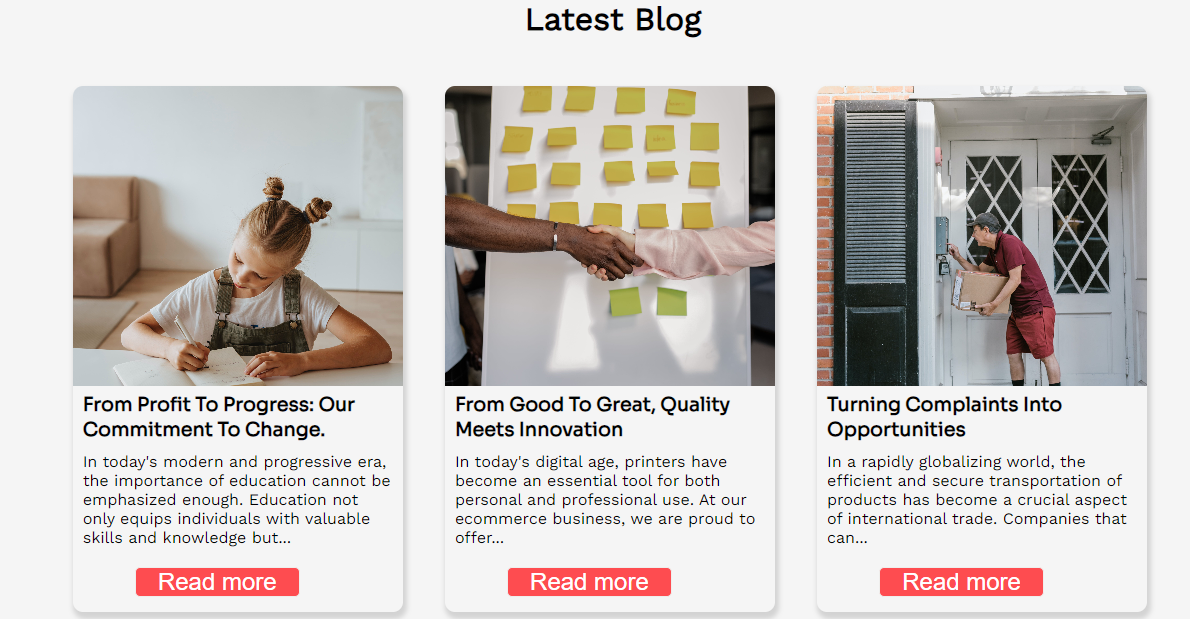 Latest Blog
From Profit To Progress: Our
Commitment To Change.
In today's modern and progressive era,
the importance of education cannot be
emphasized enough. Education not
only equips individuals with valuable
skills and knowledge but...
Read more
From Good To Great, Quality
Meets Innovation
In today's digital age, printers have
become an essential tool for both
personal and professional use. At our
ecommerce business, we are proud to
offer...
Read more
Turning Complaints Into
Opportunities
In a rapidly globalizing world, the
efficient and secure transportation of
products has become a crucial aspect
of international trade. Companies that
can...
Read more